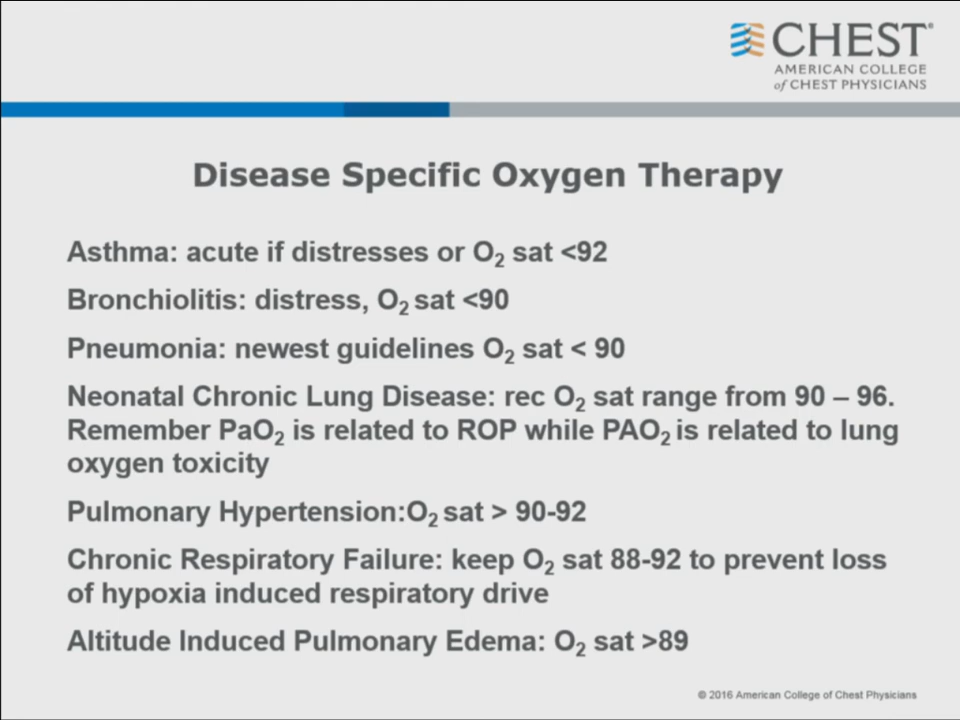 CHEST®
AMERICAN COLLEGE
of CHEST PHYSICIANS
Disease Specific Oxygen Therapy
Asthma: acute if distresses or O₂ sat <92
Bronchiolitis: distress, O₂ sat <90
Pneumonia: newest guidelines O₂ sat < 90
Neonatal Chronic Lung Disease: rec O₂ sat range from 90 – 96.
Remember PaO₂ is related to ROP while PAO₂ is related to lung
oxygen toxicity
Pulmonary Hypertension:O₂ sat > 90-92
Chronic Respiratory Failure: keep O₂ sat 88-92 to prevent loss
of hypoxia induced respiratory drive
Altitude Induced Pulmonary Edema: O₂ sat >89
© 2016 American College of Chest Physicians